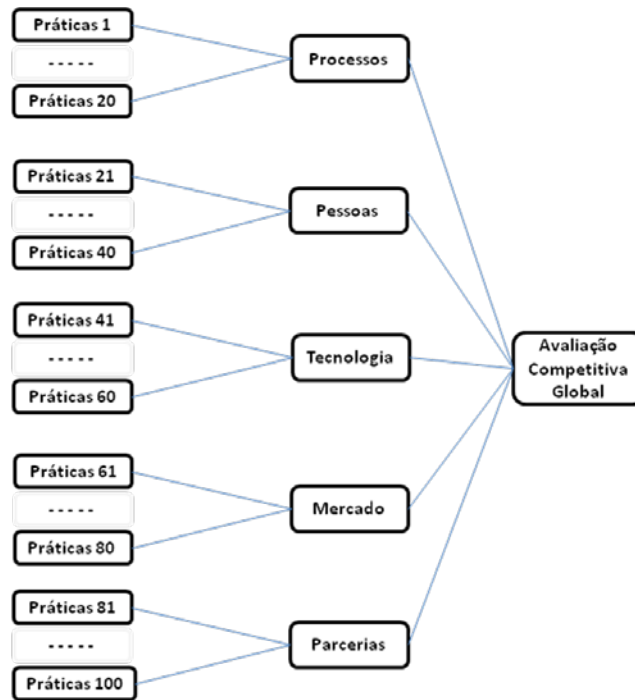 Práticas 1
- - - - -
Práticas 20
Processos
Práticas 21
- - - - -
Práticas 40
Pessoas
Práticas 41
- - - - -
Práticas 60
Tecnologia
Práticas 61
- - - - -
Práticas 80
Mercado
Práticas 81
- - - - -
Práticas 100
Parcerias
Avaliação
Competitiva
Global